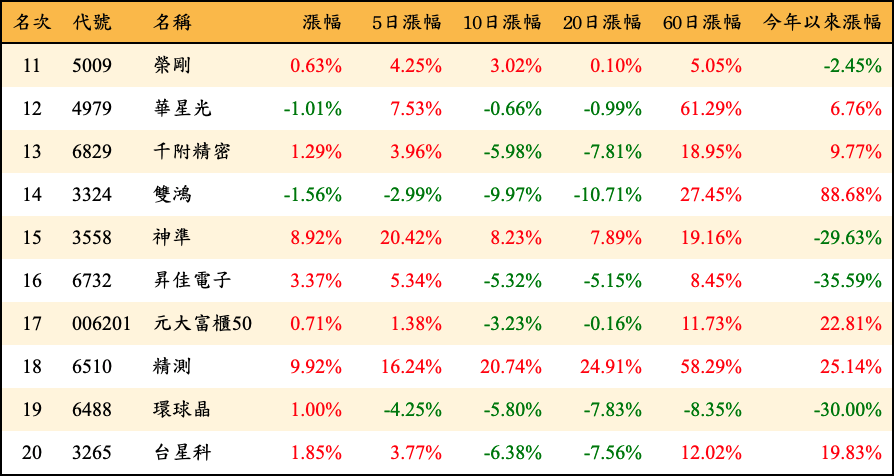 名次 代號 名稱 漲幅 5日漲幅 10日漲幅 20日漲幅 60日漲幅 今年以來漲幅
11 5009 榮剛 0.63% 4.25% 3.02% 0.10% 5.05% -2.45%
12 4979 華星光 -1.01% 7.53% -0.66% -0.99% 61.29% 6.76%
13 6829 千附精密 1.29% 3.96% -5.98% -7.81% 18.95% 9.77%
14 3324 雙鴻 -1.56% -2.99% -9.97% -10.71% 27.45% 88.68%
15 3558 神準 8.92% 20.42% 8.23% 7.89% 19.16% -29.63%
16 6732 昇佳電子 3.37% 5.34% -5.32% -5.15% 8.45% -35.59%
17 006201 元大富櫃50 0.71% 1.38% -3.23% -0.16% 11.73% 22.81%
18 6510 精測 9.92% 16.24% 20.74% 24.91% 58.29% 25.14%
19 6488 環球晶 1.00% -4.25% -5.80% -7.83% -8.35% -30.00%
20 3265 台星科 1.85% 3.77% -6.38% -7.56% 12.02% 19.83%